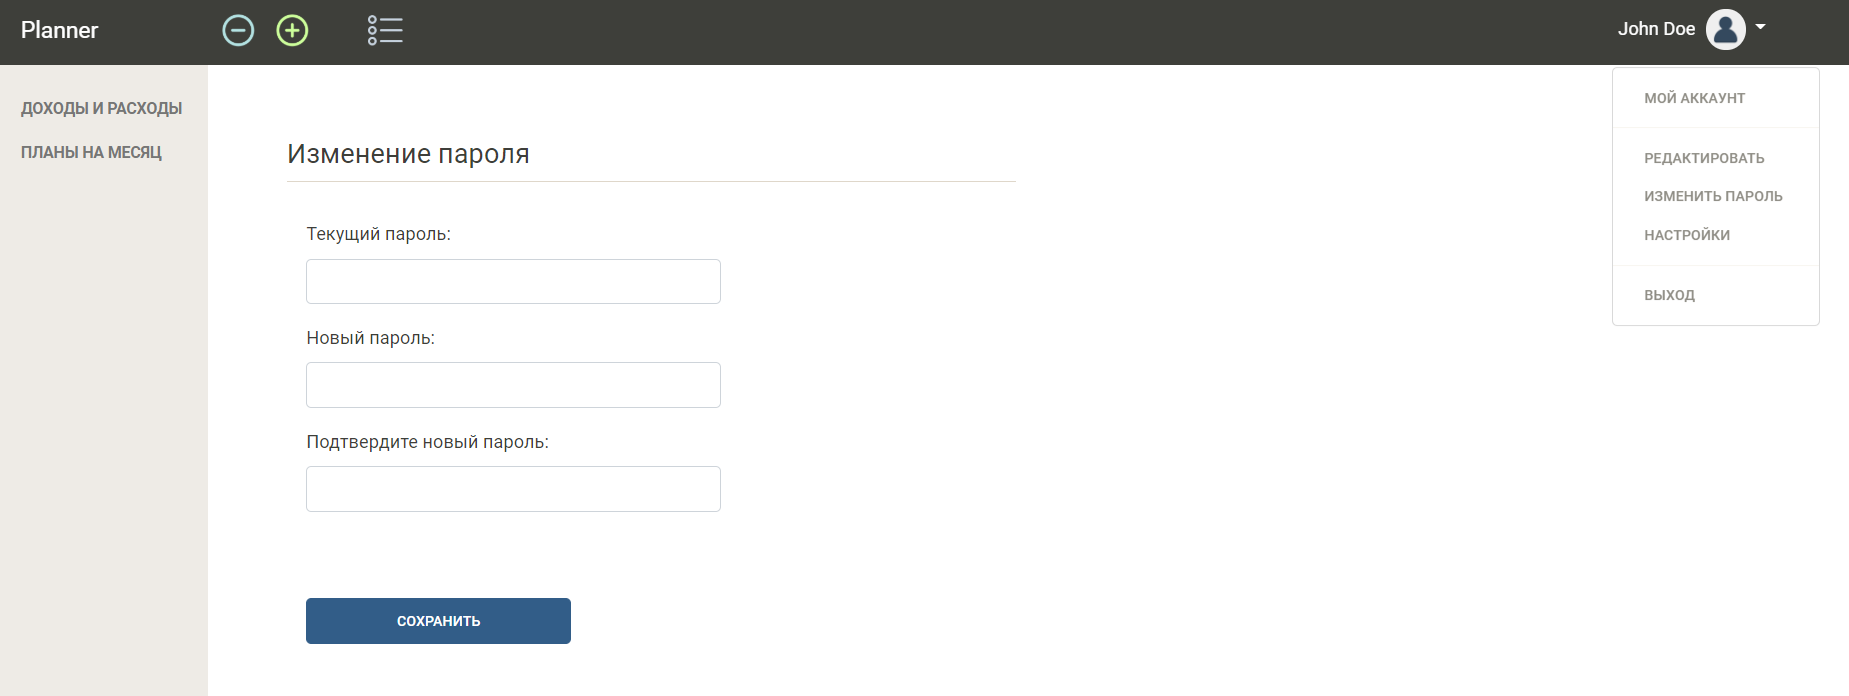 Planner
John Doe
ДОХОДЫ И РАСХОДЫ
ПЛАНЫ НА МЕСЯЦ
Изменение пароля
Текущий пароль:
Новый пароль:
Подтвердите новый пароль:
СОХРАНИТЬ
МОЙ АККАУНТ
РЕДАКТИРОВАТЬ
ИЗМЕНИТЬ ПАРОЛЬ
НАСТРОЙКИ
ВЫХОД